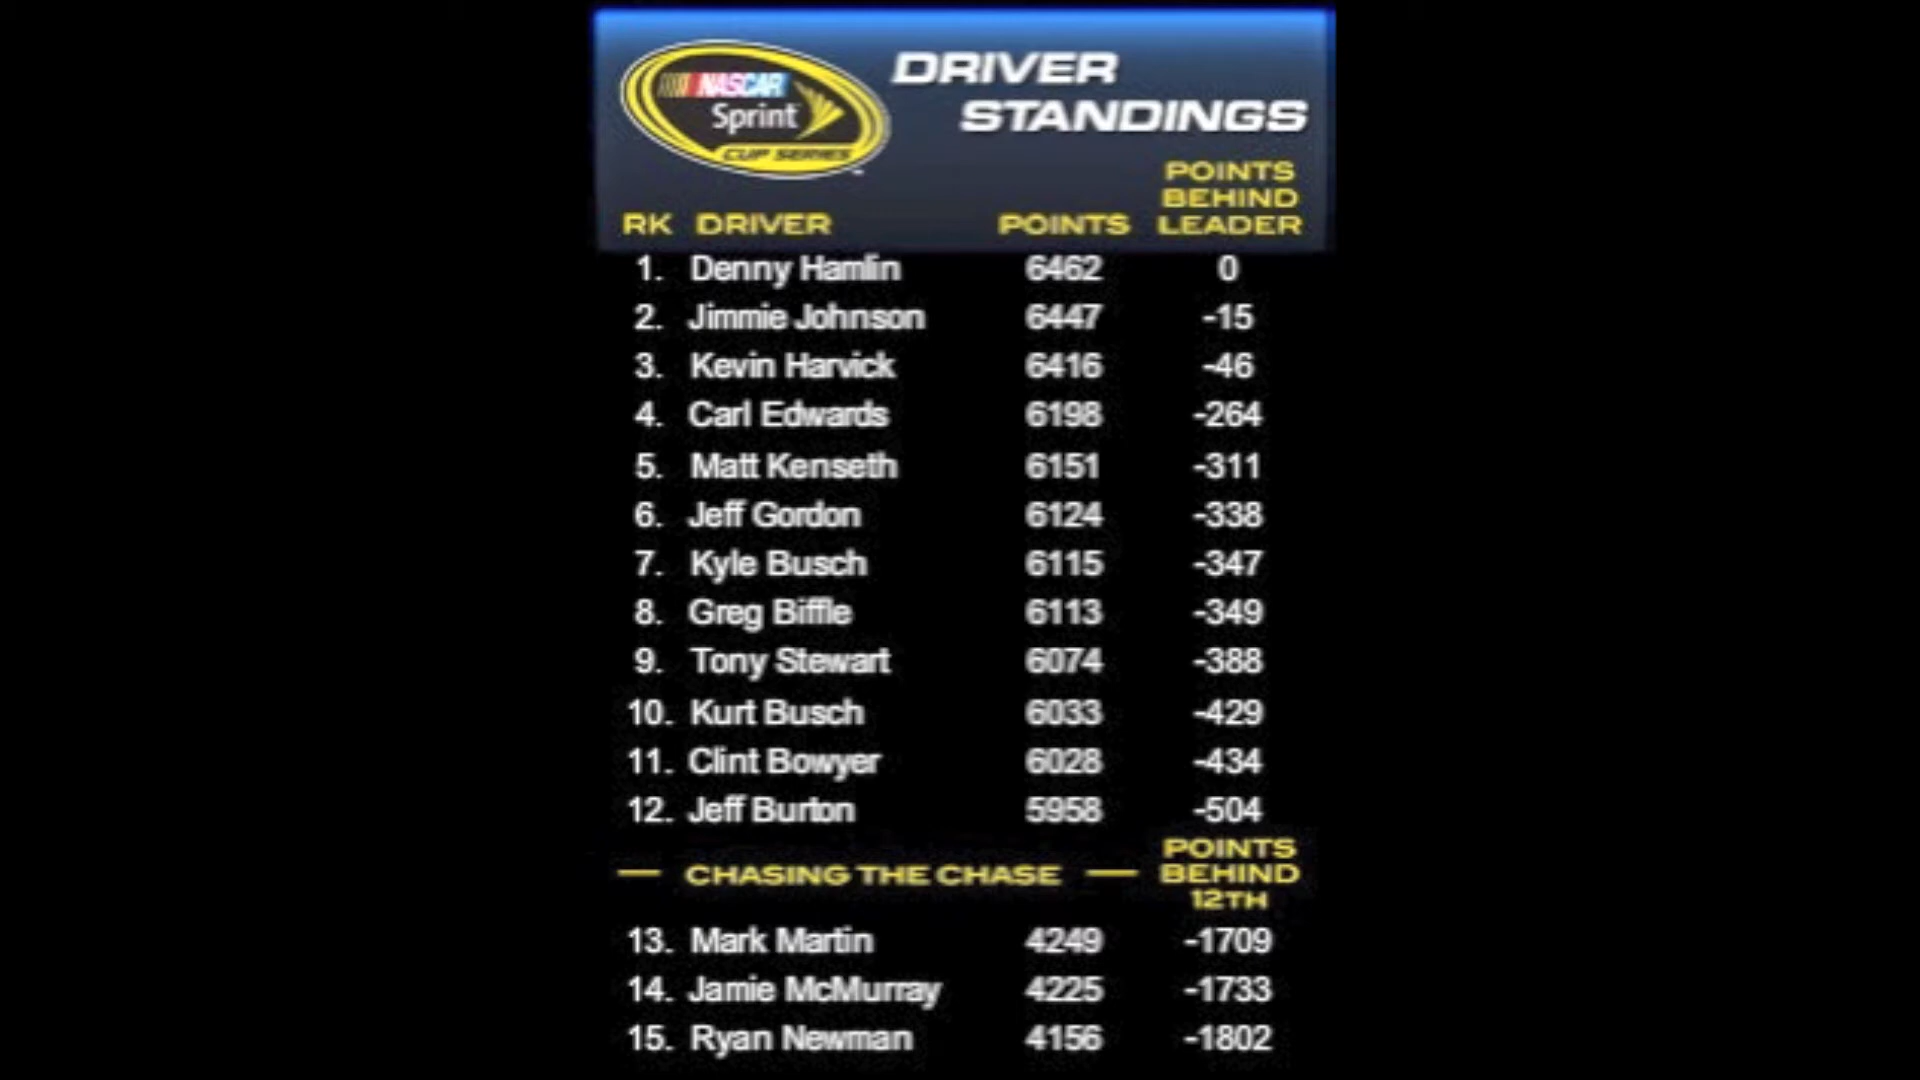 NASCAR
Sprint
CUP SERIES
DRIVER
STANDINGS
RK DRIVER POINTS POINTS BEHIND LEADER
1. Denny Hamlin 6462 0
2. Jimmie Johnson 6447 -15
3. Kevin Harvick 6416 -46
4. Carl Edwards 6198 -264
5. Matt Kenseth 6151 -311
6. Jeff Gordon 6124 -338
7. Kyle Busch 6115 -347
8. Greg Biffle 6113 -349
9. Tony Stewart 6074 -388
10. Kurt Busch 6033 -429
11. Clint Bowyer 6028 -434
12. Jeff Burton 5958 -504
— CHASING THE CHASE — POINTS BEHIND 12TH
13. Mark Martin 4249 -1709
14. Jamie McMurray 4225 -1733
15. Ryan Newman 4156 -1802